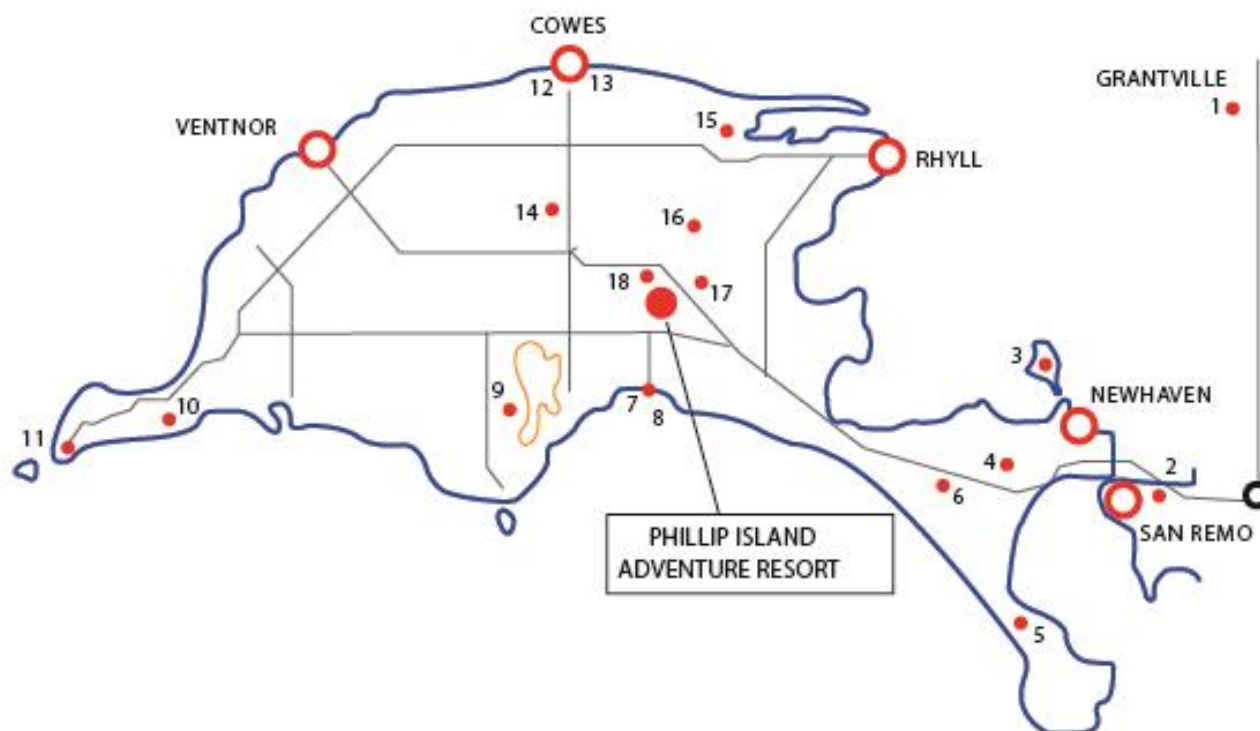 COWES
12
13
GRANTVILLE
1
VENTNOR
15
RHYLL
14
16
18
17
3
NEWHAVEN
9
10
7
8
11
4
2
6
SAN REMO
PHILLIP ISLAND
ADVENTURE RESORT
5